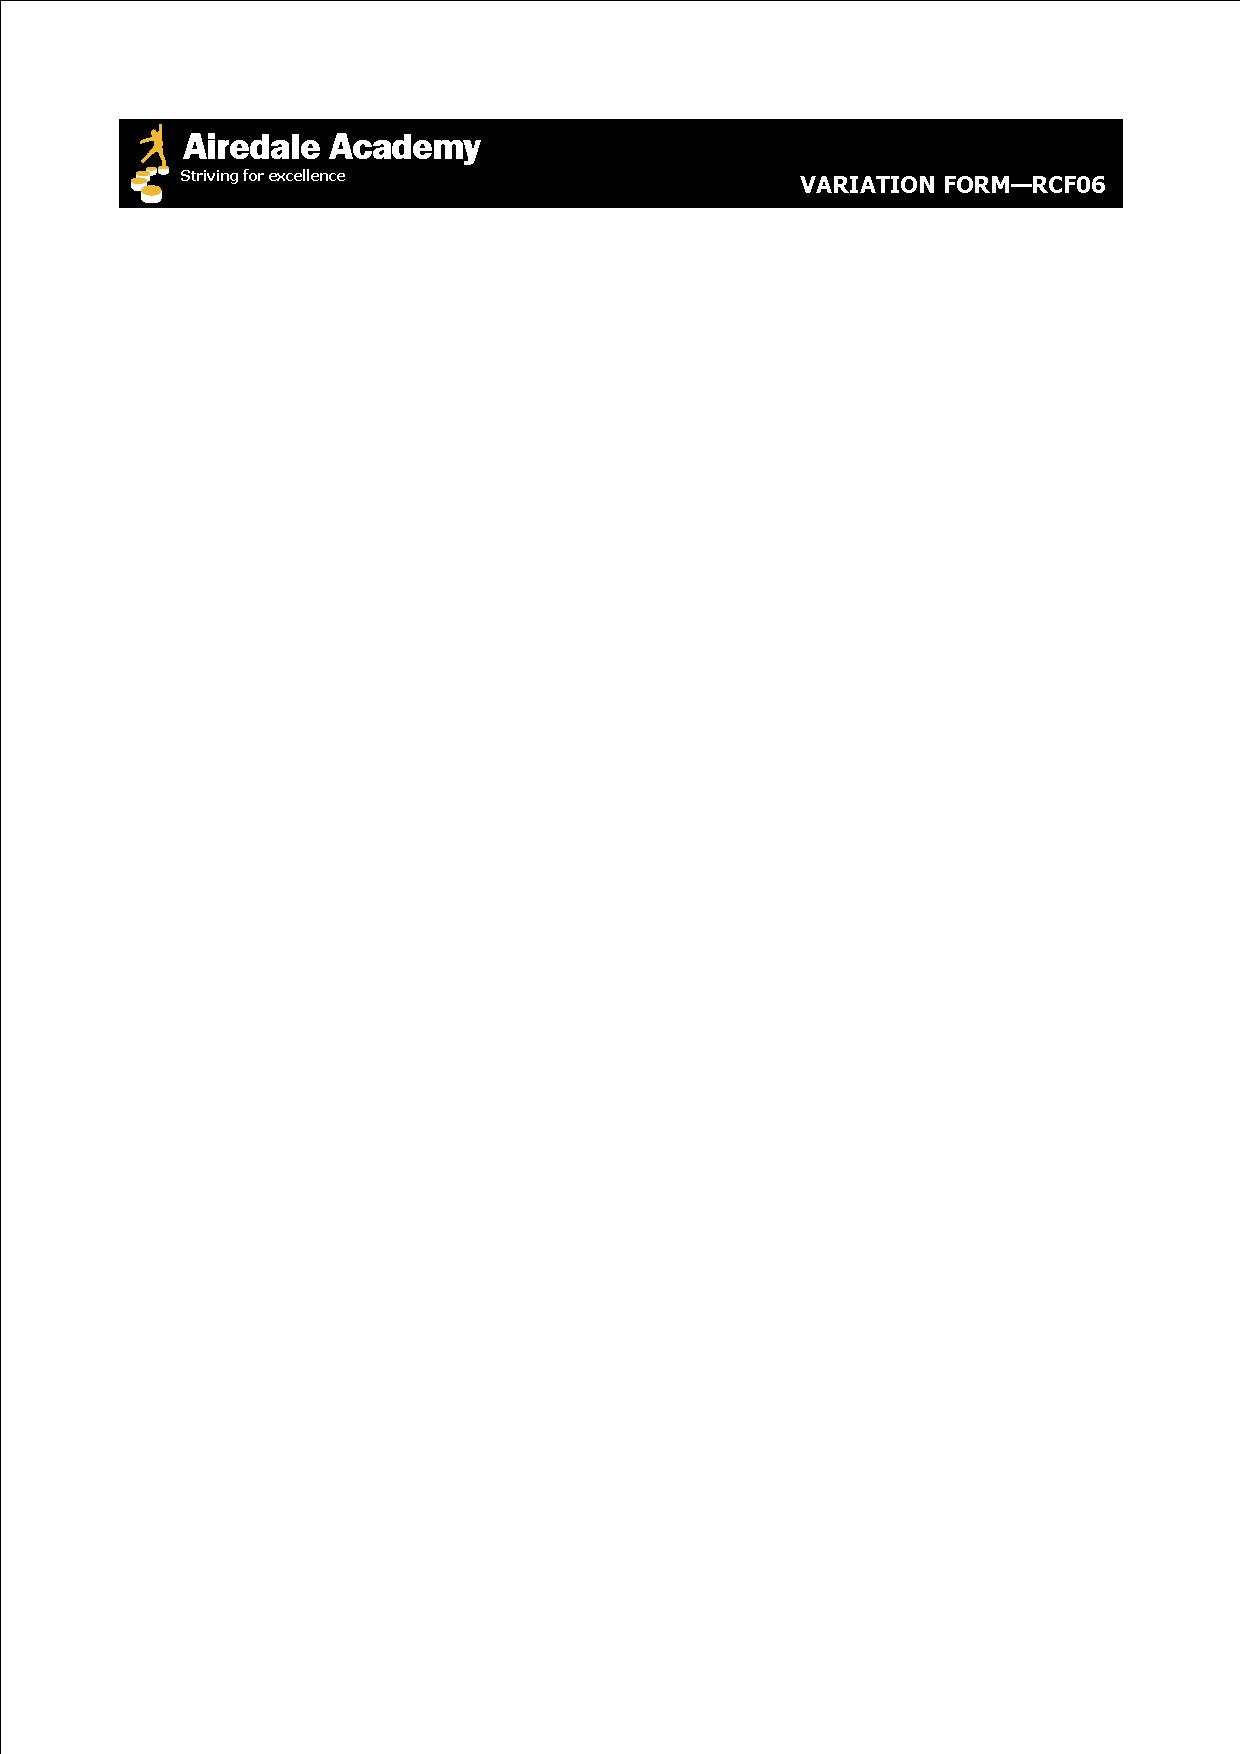 Airedale Academy
Striving for excellence
VARIATION FORM—RCF06